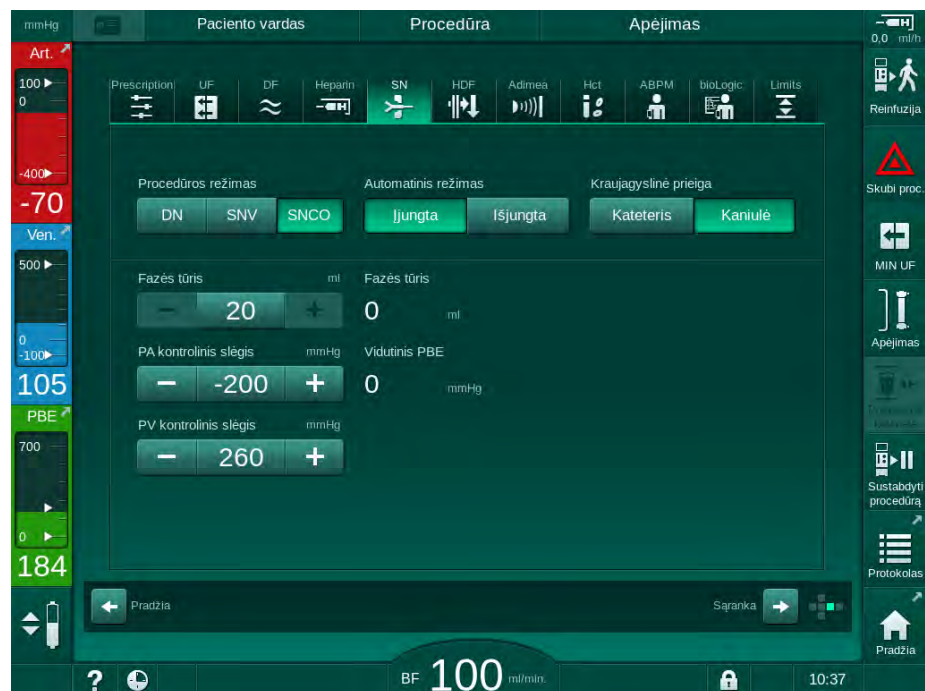 mmHg
Paciento vardas
Procedūra
Apėjimas
0,0 ml/h
Art.
100
0
-400
-70
Ven.
500
0
-100
105
PBE
700
0
184
Prescription
UF
DF
Heparin
SN
HDF
Adimea
Hct
ABPM
bioLogic
Limits
Procedūros režimas
Automatinis režimas
Kraujagyslinė prieiga
DN SNV SNCO
Įjungta Išjungta
Kateteris Kaniulė
Fazės tūris ml
Fazės tūris
− 20 +
0 ml
PA kontrolinis slėgis mmHg
Vidutinis PBE
− -200 +
0 mmHg
PV kontrolinis slėgis mmHg
− 260 +
Pradžia
Sąranka
Reinfuzija
Skubi proc.
MIN UF
Apėjimas
Sustabdyti
procedūrą
Protokolas
Pradžia
?
BF 100 ml/min.
10:37